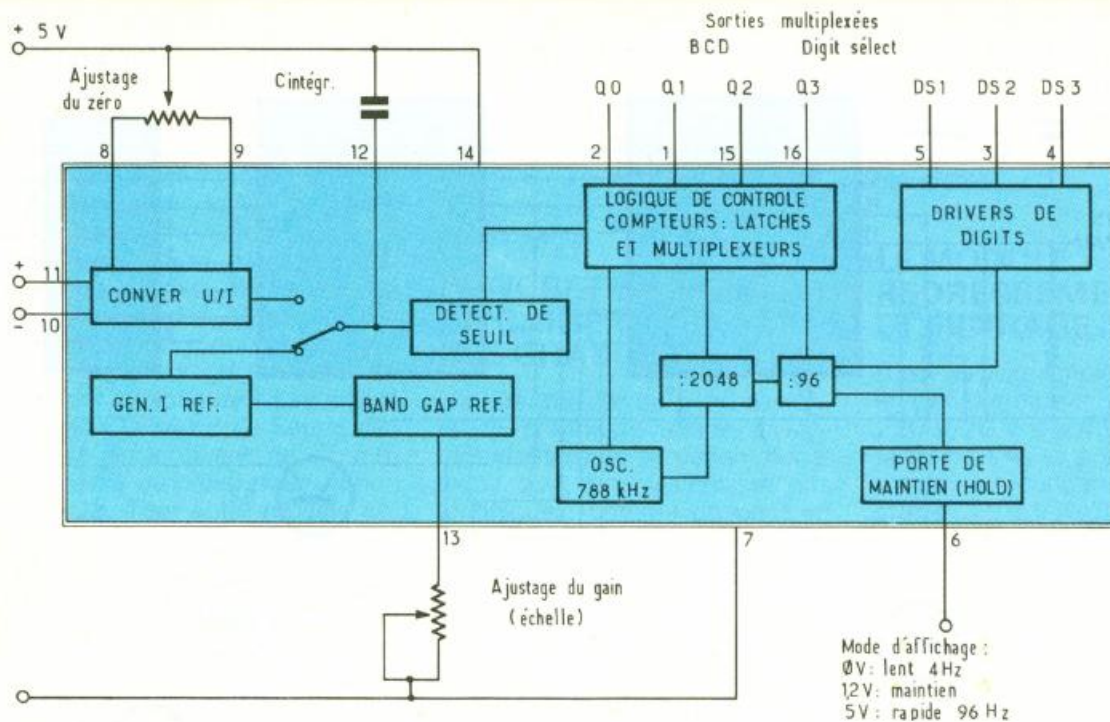 + 5 V
Sorties multiplexées
BCD Digit sélect
Ajustage
du zéro
C intégr.
Q0 Q1 Q2 Q3 DS1 DS2 DS3
8 9 12 14 2 1 15 16 5 3 4
LOGIQUE DE CONTROLE
COMPTEURS: LATCHES
ET MULTIPLEXEURS
DRIVERS DE
DIGITS
+ 11
- 10
CONVER U/I
DETECT. DE
SEUIL
GEN. I REF.
BAND GAP REF.
:2048
:96
OSC.
788 kHz
PORTE DE
MAINTIEN (HOLD)
13 7 6
Ajustage du gain
(échelle)
Mode d'affichage :
0V: lent 4Hz
1,2V: maintien
5V: rapide 96 Hz